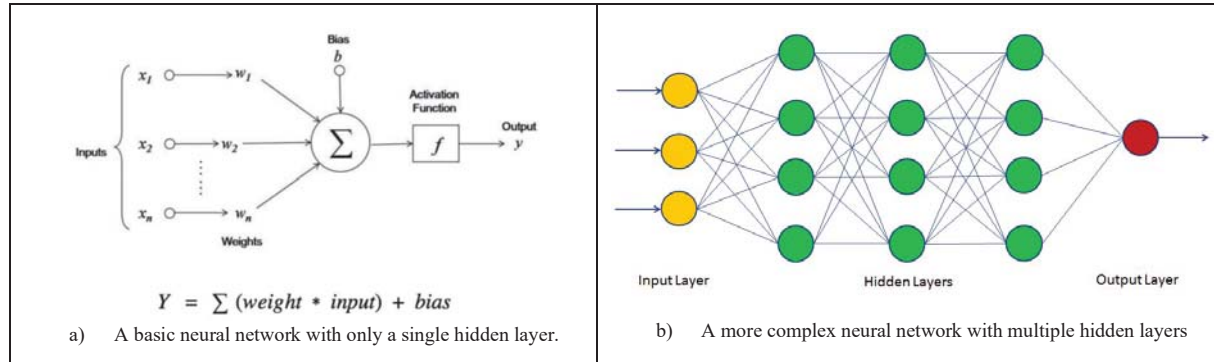 Bias
b
x1
w1
Activation
Function
Output
Inputs
x2
w2
Σ
f
y
xn
wn
Weights
Y = ∑ (weight * input) + bias
a) A basic neural network with only a single hidden layer.
Input Layer
Hidden Layers
Output Layer
b) A more complex neural network with multiple hidden layers